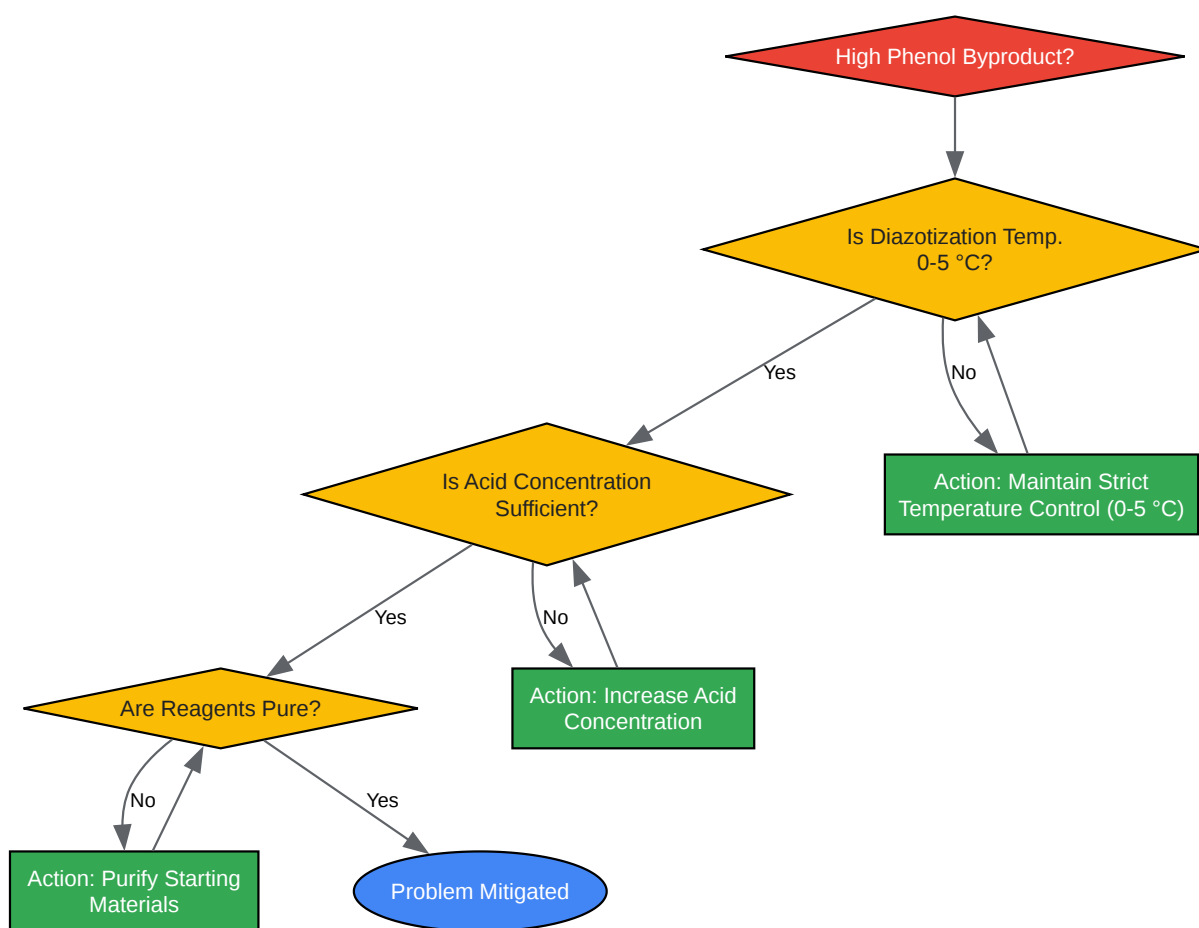 High Phenol Byproduct?
Is Diazotization Temp.
0-5 °C?
Yes
No
Is Acid Concentration
Sufficient?
Action: Maintain Strict
Temperature Control (0-5 °C)
Yes
No
Are Reagents Pure?
Action: Increase Acid
Concentration
No
Yes
Action: Purify Starting
Materials
Problem Mitigated